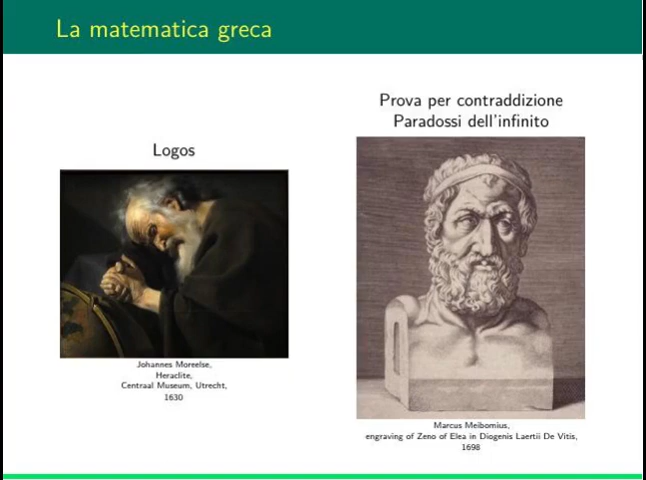 La matematica greca
Logos
Johannes Moreelse,
Heraclite,
Centraal Museum, Utrecht,
1630
Prova per contraddizione
Paradossi dell'infinito
Marcus Meibomius,
engraving of Zeno of Elea in Diogenis Laertii De Vitis,
1698